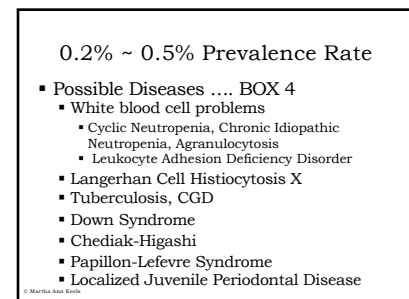 0.2% ~ 0.5% Prevalence Rate
▪ Possible Diseases …. BOX 4
▪ White blood cell problems
▪ Cyclic Neutropenia, Chronic Idiopathic
Neutropenia, Agranulocytosis
▪ Leukocyte Adhesion Deficiency Disorder
▪ Langerhan Cell Histiocytosis X
▪ Tuberculosis, CGD
▪ Down Syndrome
▪ Chediak-Higashi
▪ Papillon-Lefevre Syndrome
▪ Localized Juvenile Periodontal Disease
© Martha Ann Keels